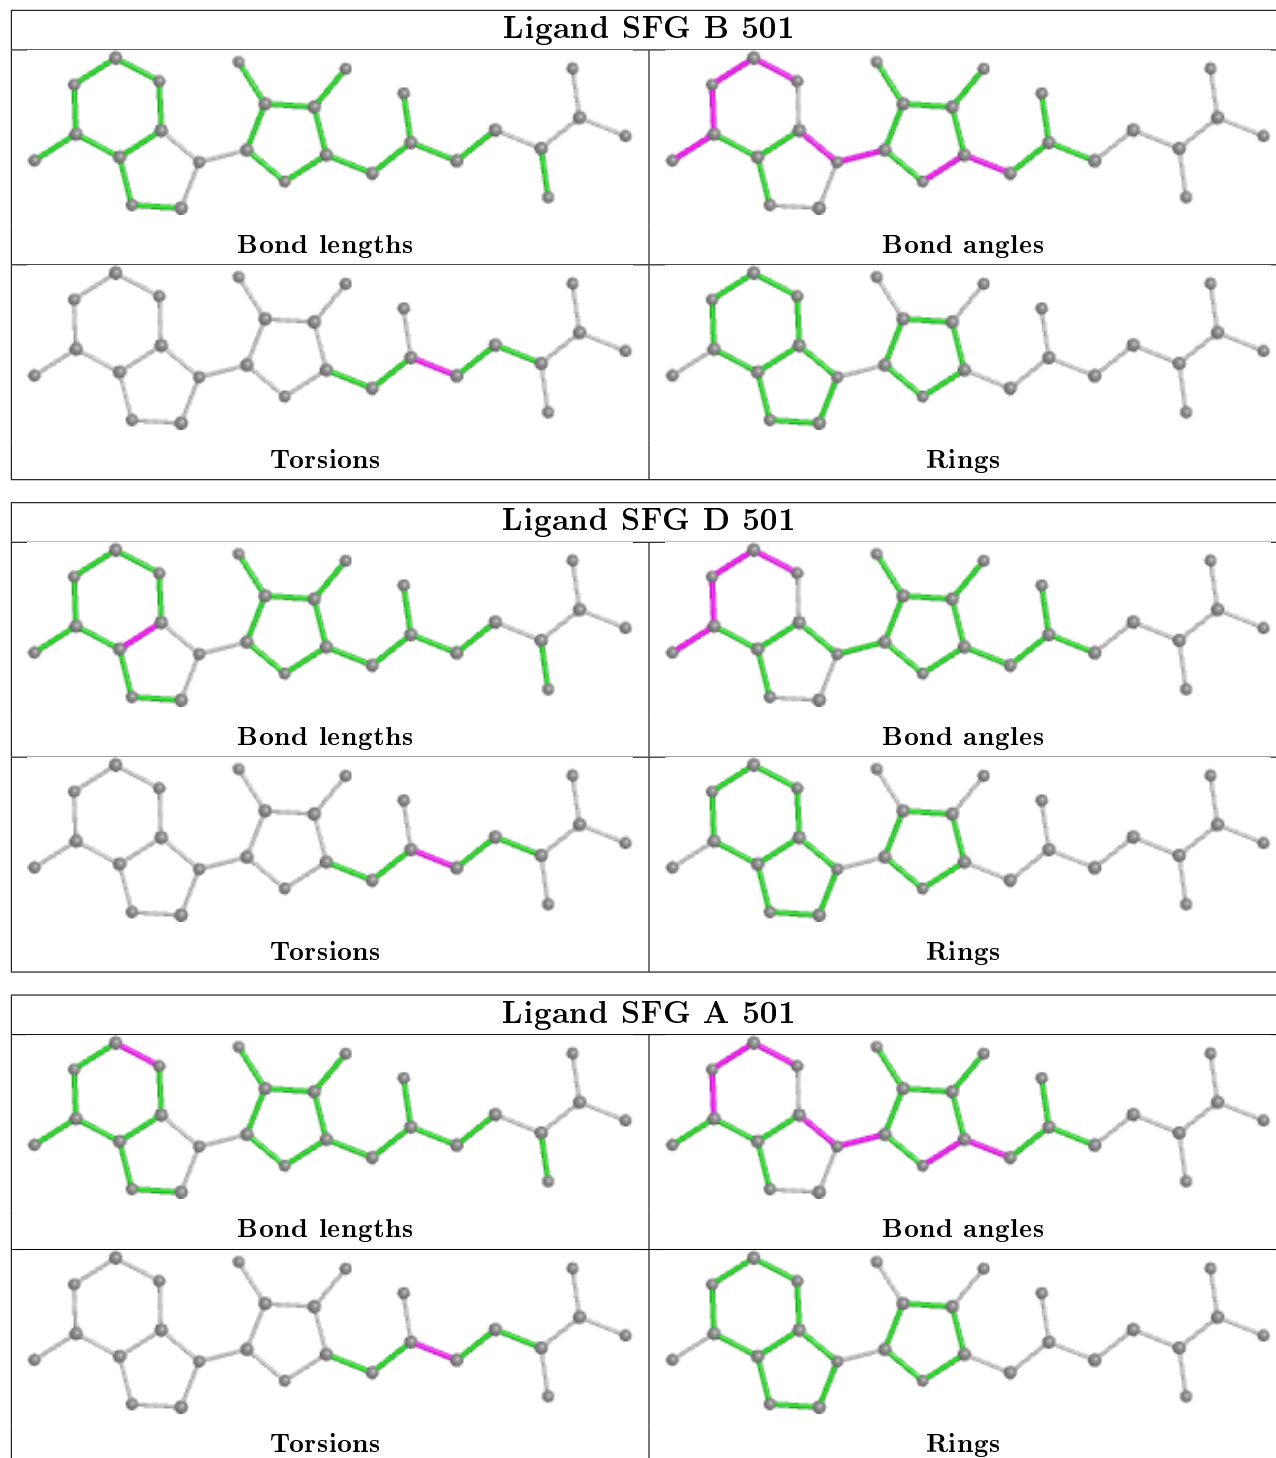 Ligand SFG B 501
Bond lengths
Bond angles
Torsions
Rings
Ligand SFG D 501
Bond lengths
Bond angles
Torsions
Rings
Ligand SFG A 501
Bond lengths
Bond angles
Torsions
Rings